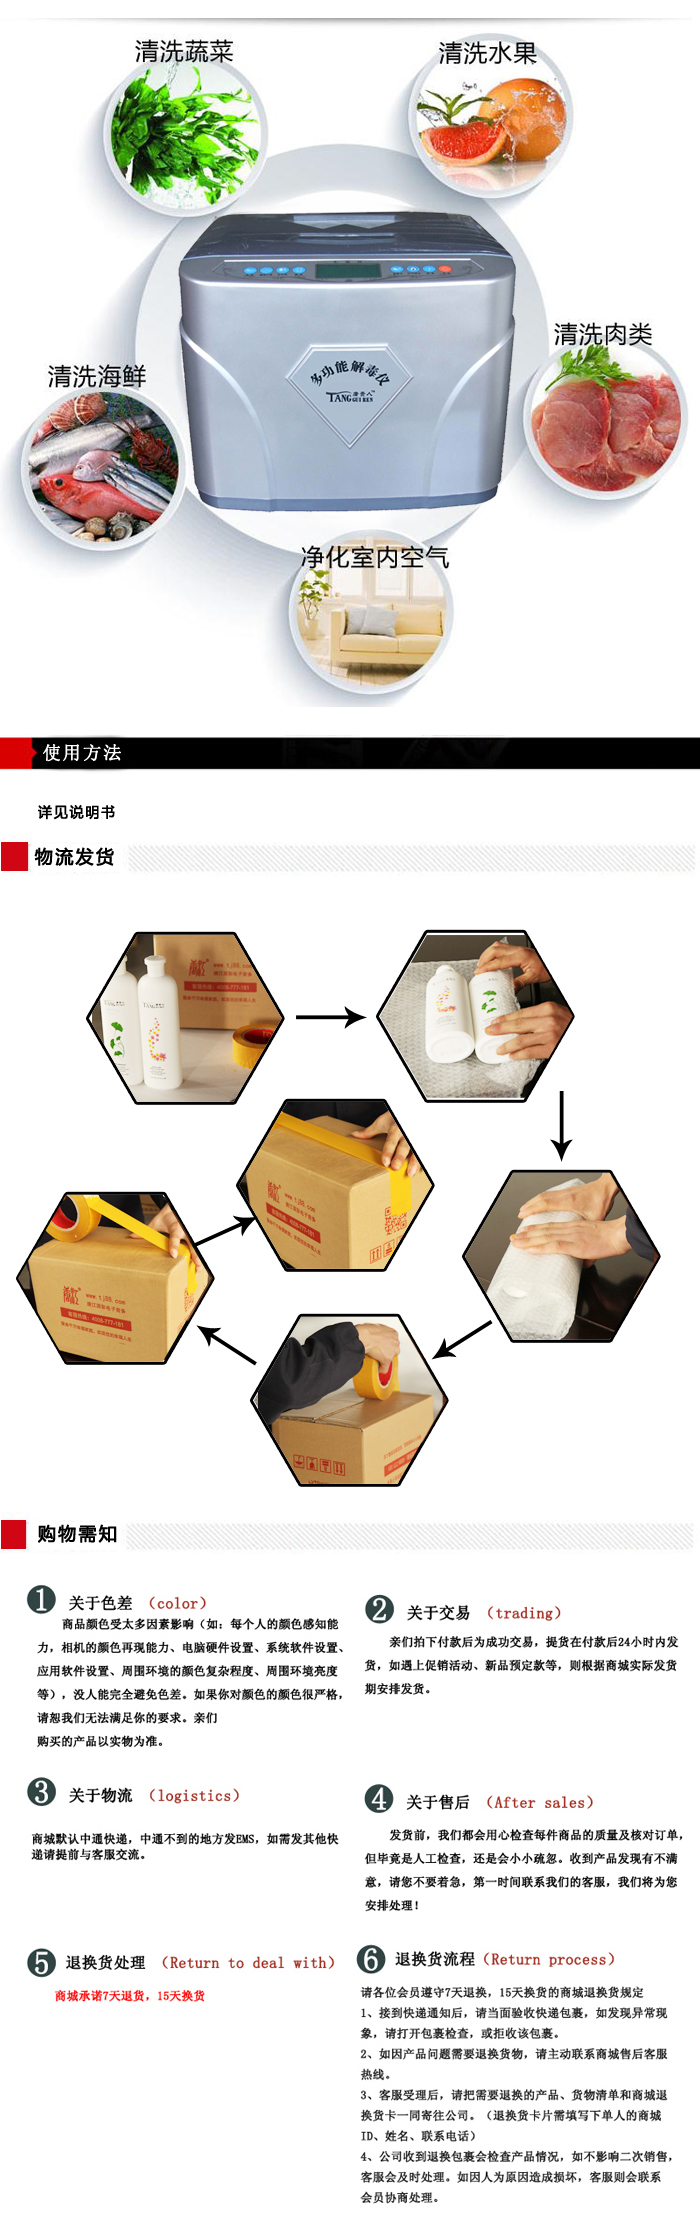 清洗蔬菜
清洗水果
清洗肉类
清洗海鲜
多功能解毒仪
唐贵人
TANG GUI REN
净化室内空气
使用方法
详见说明书
物流发货
www.tj88.com
客服热线：4008-777-181
购物需知
1 关于色差 （color）
商品颜色受太多因素影响（如：每个人的颜色感知能
力，相机的颜色再现能力、电脑硬件设置、系统软件设置、
应用软件设置、周围环境的颜色复杂程度、周围环境亮度
等），没人能完全避免色差。如果你对颜色的颜色很严格，
请恕我们无法满足你的要求。亲们
购买的产品以实物为准。
2 关于交易 （trading）
亲们拍下付款后为成功交易，提货在付款后24小时内发
货，如遇上促销活动、新品预定款等，则根据商城实际发货
期安排发货。
3 关于物流 （logistics）
商城默认中通快递，中通不到的地方发EMS，如需发其他快
递请提前与客服交流。
4 关于售后 （After sales）
发货前，我们都会用心检查每件商品的质量及核对订单，
但毕竟是人工检查，还是会小小疏忽。收到产品发现有不满
意，请您不要着急，第一时间联系我们的客服，我们将为您
安排处理！
5 退换货处理 （Return to deal with）
商城承诺7天退货，15天换货
6 退换货流程（Return process）
请各位会员遵守7天退换，15天换货的商城退换货规定
1、接到快递通知后，请当面验收快递包裹，如发现异常现
象，请打开包裹检查，或拒收该包裹。
2、如因产品问题需要退换货物，请主动联系商城售后客服
热线。
3、客服受理后，请把需要退换的产品、货物清单和商城退
换货卡一同寄往公司。（退换货卡片需填写下单人的商城
ID、姓名、联系电话）
4、公司收到退换包裹会检查产品情况，如不影响二次销售，
客服会及时处理。如因人为原因造成损坏，客服则会联系
会员协商处理。